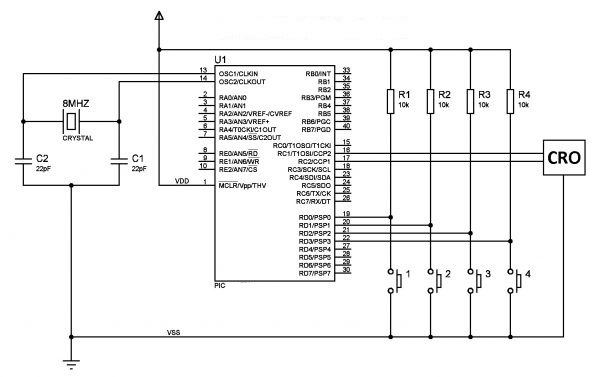 U1
13 OSC1/CLKIN
14 OSC2/CLKOUT
2 RA0/AN0
3 RA1/AN1
4 RA2/AN2/VREF-/CVREF
5 RA3/AN3/VREF+
6 RA4/T0CKI/C1OUT
7 RA5/AN4/SS/C2OUT
8 RE0/AN5/RD
9 RE1/AN6/WR
10 RE2/AN7/CS
VDD 1 MCLR/Vpp/THV
RB0/INT 33
RB1 34
RB2 35
RB3/PGM 36
RB4 37
RB5 38
RB6/PGC 39
RB7/PGD 40
RC0/T1OSO/T1CKI 15
RC1/T1OSI/CCP2 16
RC2/CCP1 17
RC3/SCK/SCL 18
RC4/SDI/SDA 23
RC5/SDO 24
RC6/TX/CK 25
RC7/RX/DT 26
RD0/PSP0 19
RD1/PSP1 20
RD2/PSP2 21
RD3/PSP3 22
RD4/PSP4 27
RD5/PSP5 28
RD6/PSP6 29
RD7/PSP7 30
PIC
8MHZ
CRYSTAL
C2
22pF
C1
22pF
R1
10k
R2
10k
R3
10k
R4
10k
CRO
1
2
3
4
VSS